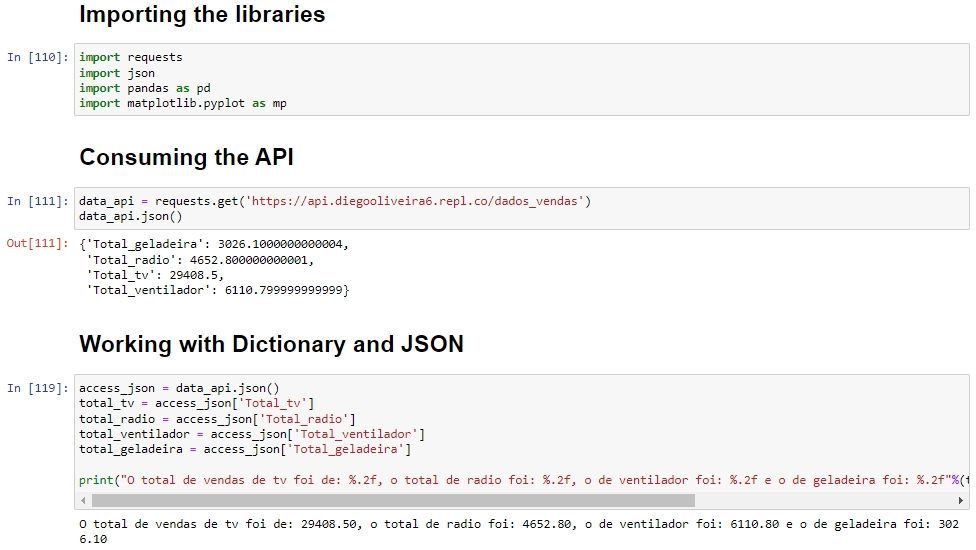 Importing the libraries
In [110]: import requests
import json
import pandas as pd
import matplotlib.pyplot as mp
Consuming the API
In [111]: data_api = requests.get('https://api.diegooliveira6.repl.co/dados_vendas')
data_api.json()
Out[111]: {'Total_geladeira': 3026.1000000000004,
'Total_radio': 4652.800000000001,
'Total_tv': 29408.5,
'Total_ventilador': 6110.799999999999}
Working with Dictionary and JSON
In [119]: access_json = data_api.json()
total_tv = access_json['Total_tv']
total_radio = access_json['Total_radio']
total_ventilador = access_json['Total_ventilador']
total_geladeira = access_json['Total_geladeira']
print("O total de vendas de tv foi de: %.2f, o total de radio foi: %.2f, o de ventilador foi: %.2f e o de geladeira foi: %.2f"%(t
O total de vendas de tv foi de: 29408.50, o total de radio foi: 4652.80, o de ventilador foi: 6110.80 e o de geladeira foi: 302
6.10